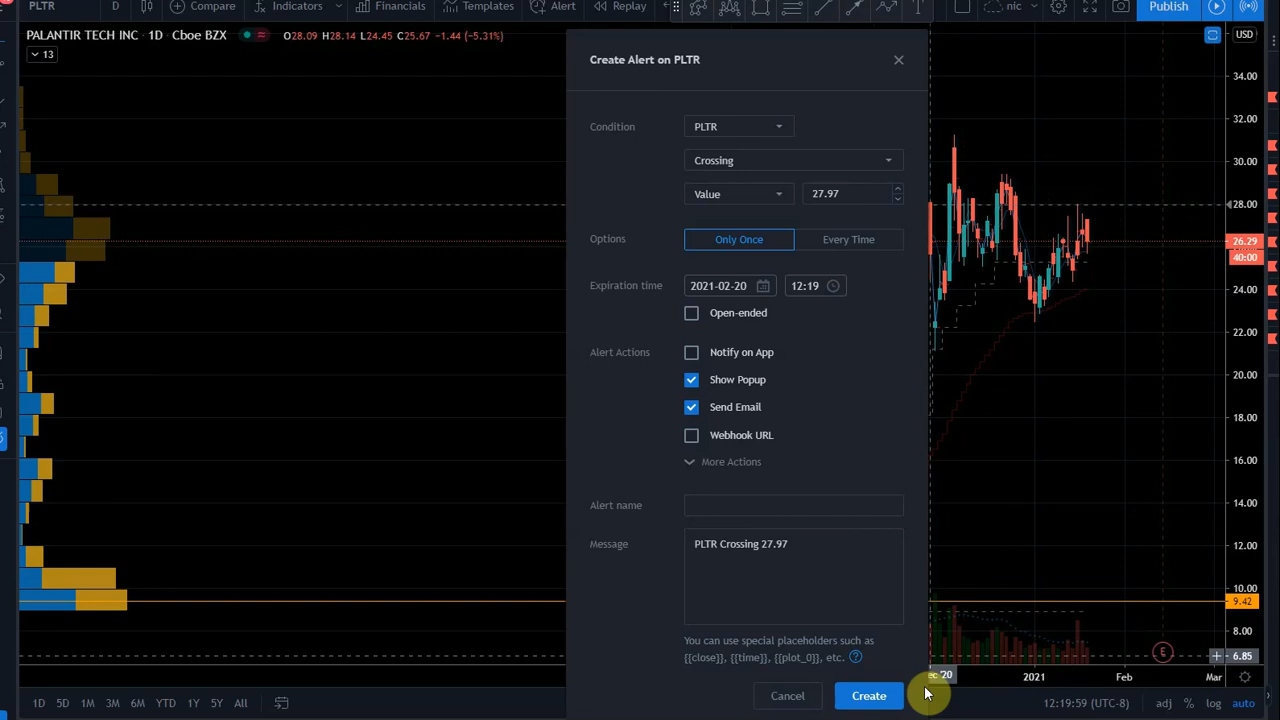 PLTR D Compare Indicators Financials Templates Alert Replay nic Publish
PALANTIR TECH INC · 1D · Cboe BZX O28.09 H28.14 L24.45 C25.67 −1.44 (−5.31%)
13
USD
Create Alert on PLTR
Condition PLTR
Crossing
Value 27.97
Options Only Once Every Time
Expiration time 2021-02-20 12:19
Open-ended
Alert Actions Notify on App
Show Popup
Send Email
Webhook URL
More Actions
Alert name
Message PLTR Crossing 27.97
You can use special placeholders such as
{{close}}, {{time}}, {{plot_0}}, etc.
Cancel Create
34.00
32.00
30.00
28.00
26.29
40:00
24.00
22.00
20.00
18.00
16.00
14.00
12.00
10.00
9.42
8.00
E
6.85
ec '20 2021 Feb Mar
1D 5D 1M 3M 6M YTD 1Y 5Y All 12:19:59 (UTC-8) adj % log auto